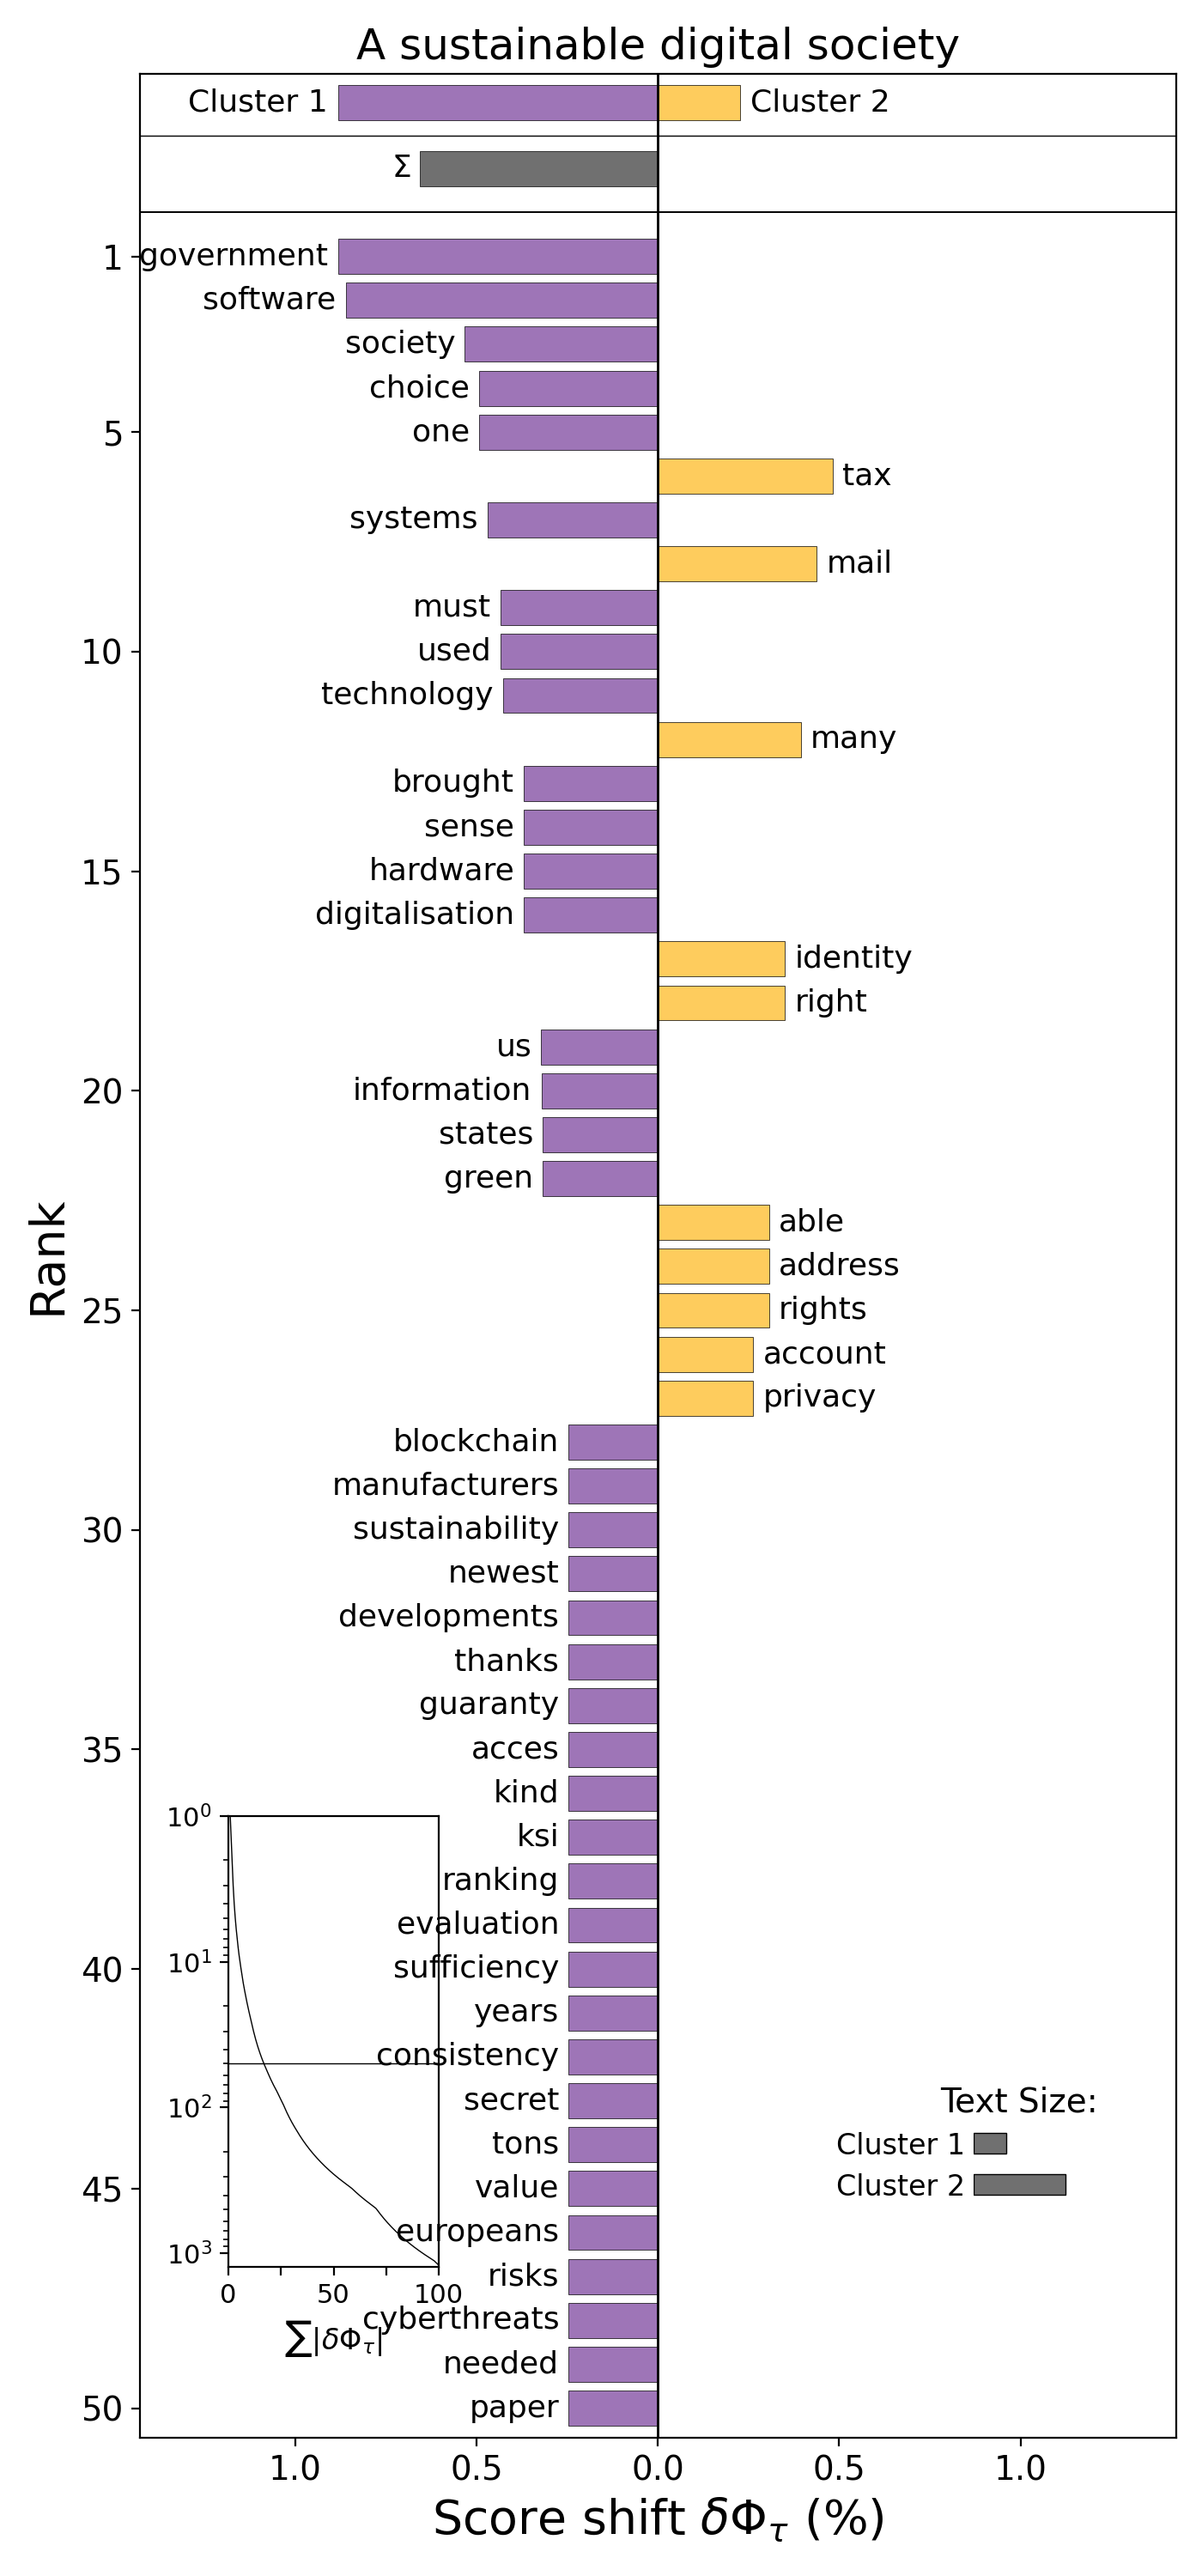 A sustainable digital society
Cluster 1 Cluster 2
Σ
1 government
software
society
choice
5 one
tax
systems
mail
must
10 used
technology
many
brought
sense
15 hardware
digitalisation
identity
right
us
20 information
states
green
able
address
25 rights
account
privacy
blockchain
manufacturers
30 sustainability
newest
developments
thanks
guaranty
35 acces
kind
ksi
ranking
evaluation
40 sufficiency
years
consistency
secret
tons
45 value
europeans
risks
cyberthreats
needed
50 paper
Rank
10⁰
10¹
10²
10³
0 50 100
∑|δΦτ|
Text Size:
Cluster 1
Cluster 2
1.0 0.5 0.0 0.5 1.0
Score shift δΦτ (%)